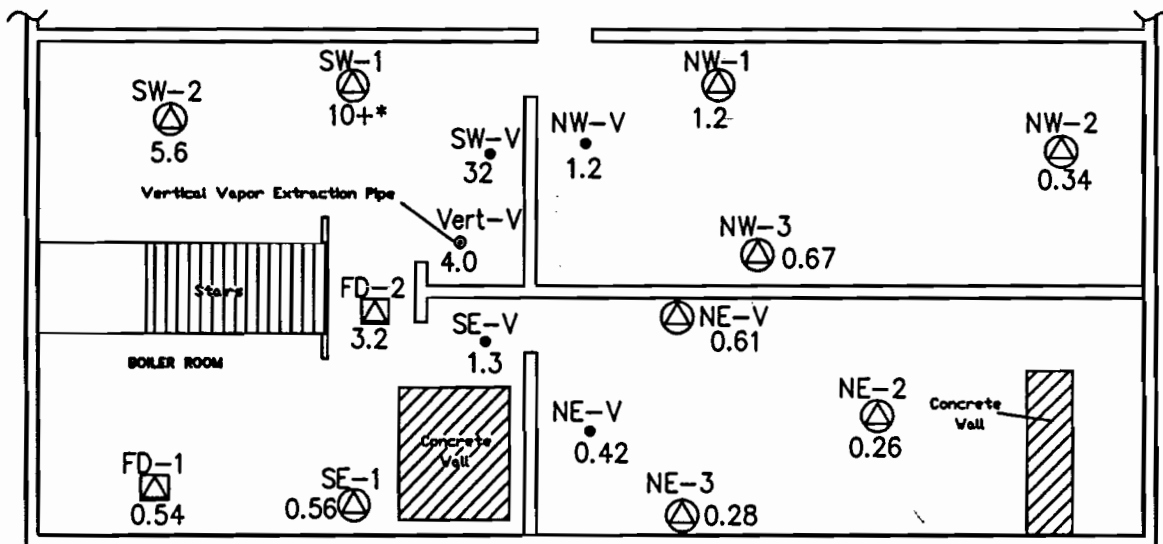 SW-1
10+*
SW-2
5.6
SW-V
32
NW-V
1.2
NW-1
1.2
NW-2
0.34
Vertical Vapor Extraction Pipe
Vert-V
4.0
NW-3
0.67
Stairs
FD-2
3.2
SE-V
1.3
NE-V
0.61
BOILER ROOM
Concrete
Wall
NE-V
0.42
NE-2
0.26
Concrete
Wall
FD-1
0.54
SE-1
0.56
NE-3
0.28